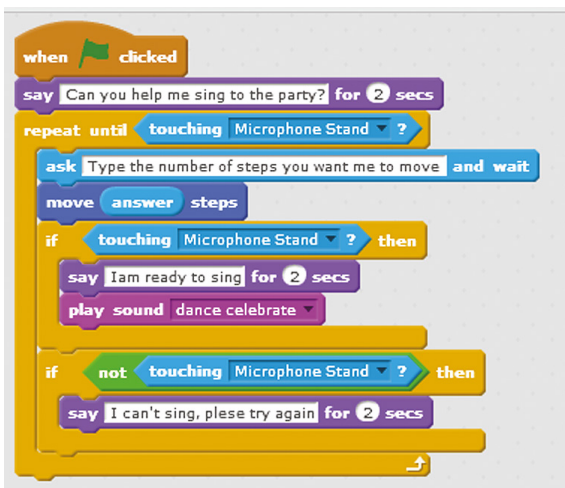 when clicked
say Can you help me sing to the party? for 2 secs
repeat until touching Microphone Stand ?
ask Type the number of steps you want me to move and wait
move answer steps
if touching Microphone Stand ? then
say Iam ready to sing for 2 secs
play sound dance celebrate
if not touching Microphone Stand ? then
say I can't sing, plese try again for 2 secs